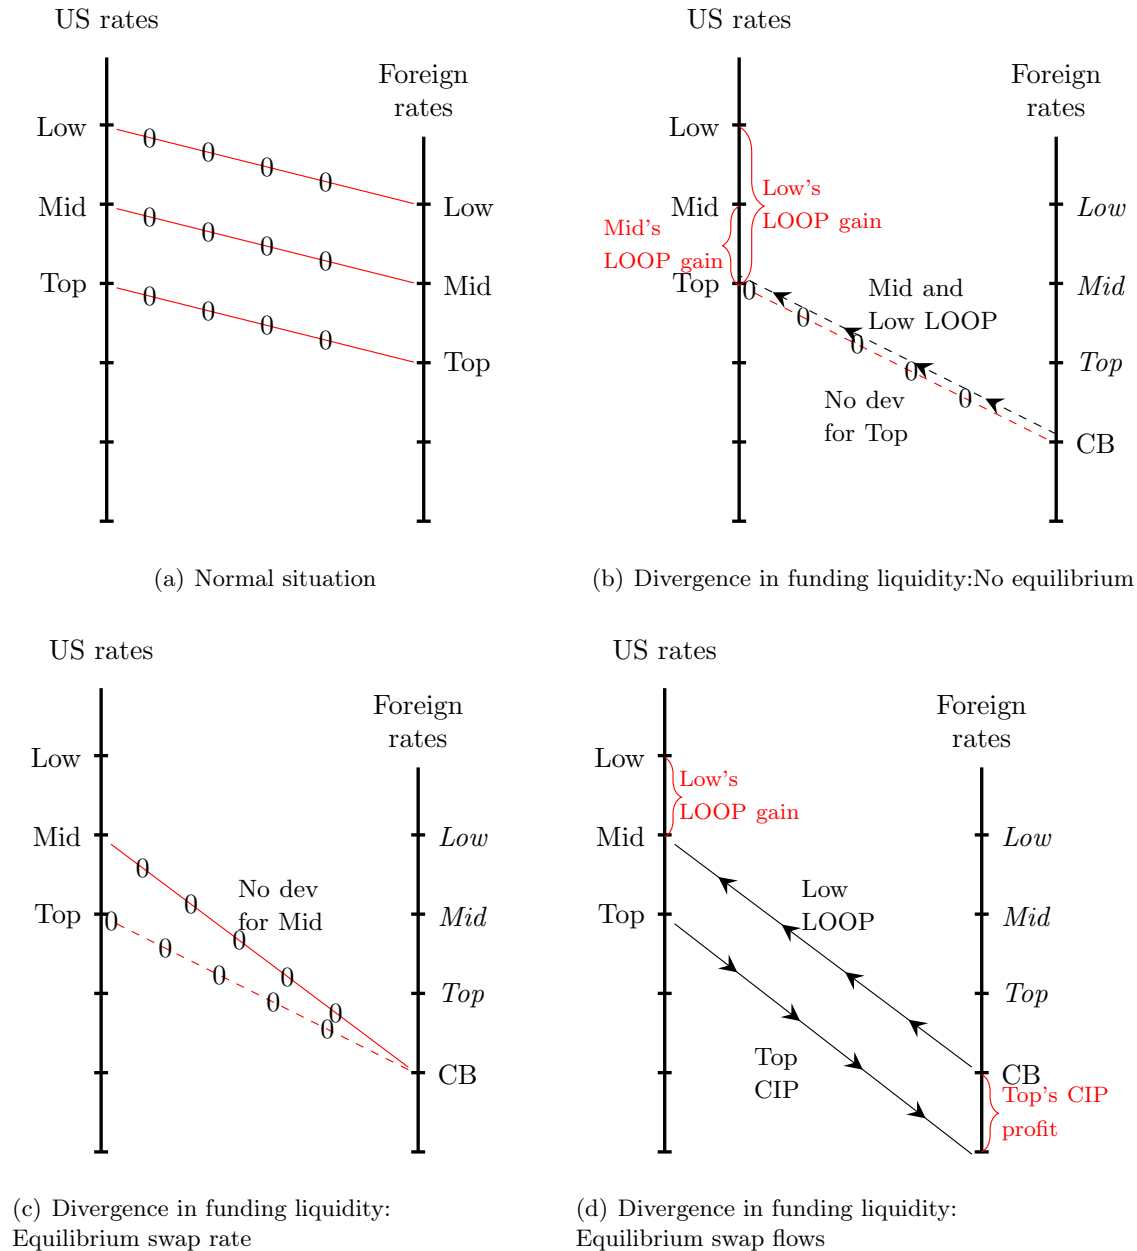 US rates
Foreign
rates
Low
Mid
Top
0 0 0 0
0 0 0 0
0 0 0 0
Low
Mid
Top
(a) Normal situation
US rates
Foreign
rates
Low
Mid
Top
Low's
LOOP gain
Mid's
LOOP gain
0 0 0 0 0
Mid and
Low LOOP
No dev
for Top
Low
Mid
Top
CB
(b) Divergence in funding liquidity:No equilibrium
US rates
Foreign
rates
Low
Mid
Top
0 0 0 0 0
0 0 0 0 0
No dev
for Mid
Low
Mid
Top
CB
(c) Divergence in funding liquidity:
Equilibrium swap rate
US rates
Foreign
rates
Low
Mid
Top
Low's
LOOP gain
Low
LOOP
Top
CIP
Low
Mid
Top
CB
Top's CIP
profit
(d) Divergence in funding liquidity:
Equilibrium swap flows